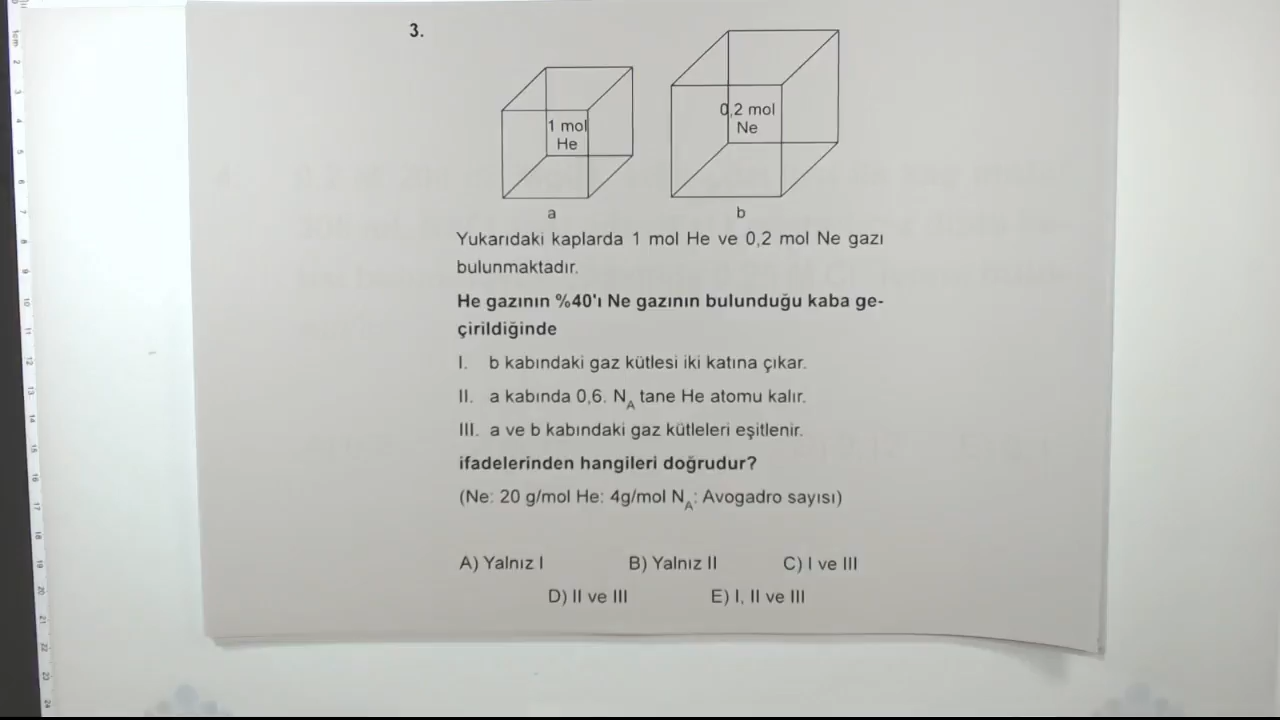 3.
1 mol
He
0,2 mol
Ne
a
b
Yukarıdaki kaplarda 1 mol He ve 0,2 mol Ne gazı
bulunmaktadır.
He gazının %40'ı Ne gazının bulunduğu kaba ge-
çirildiğinde
I. b kabındaki gaz kütlesi iki katına çıkar.
II. a kabında 0,6. N_A tane He atomu kalır.
III. a ve b kabındaki gaz kütleleri eşitlenir.
ifadelerinden hangileri doğrudur?
(Ne: 20 g/mol He: 4g/mol N_A: Avogadro sayısı)
A) Yalnız I B) Yalnız II C) I ve III
D) II ve III E) I, II ve III